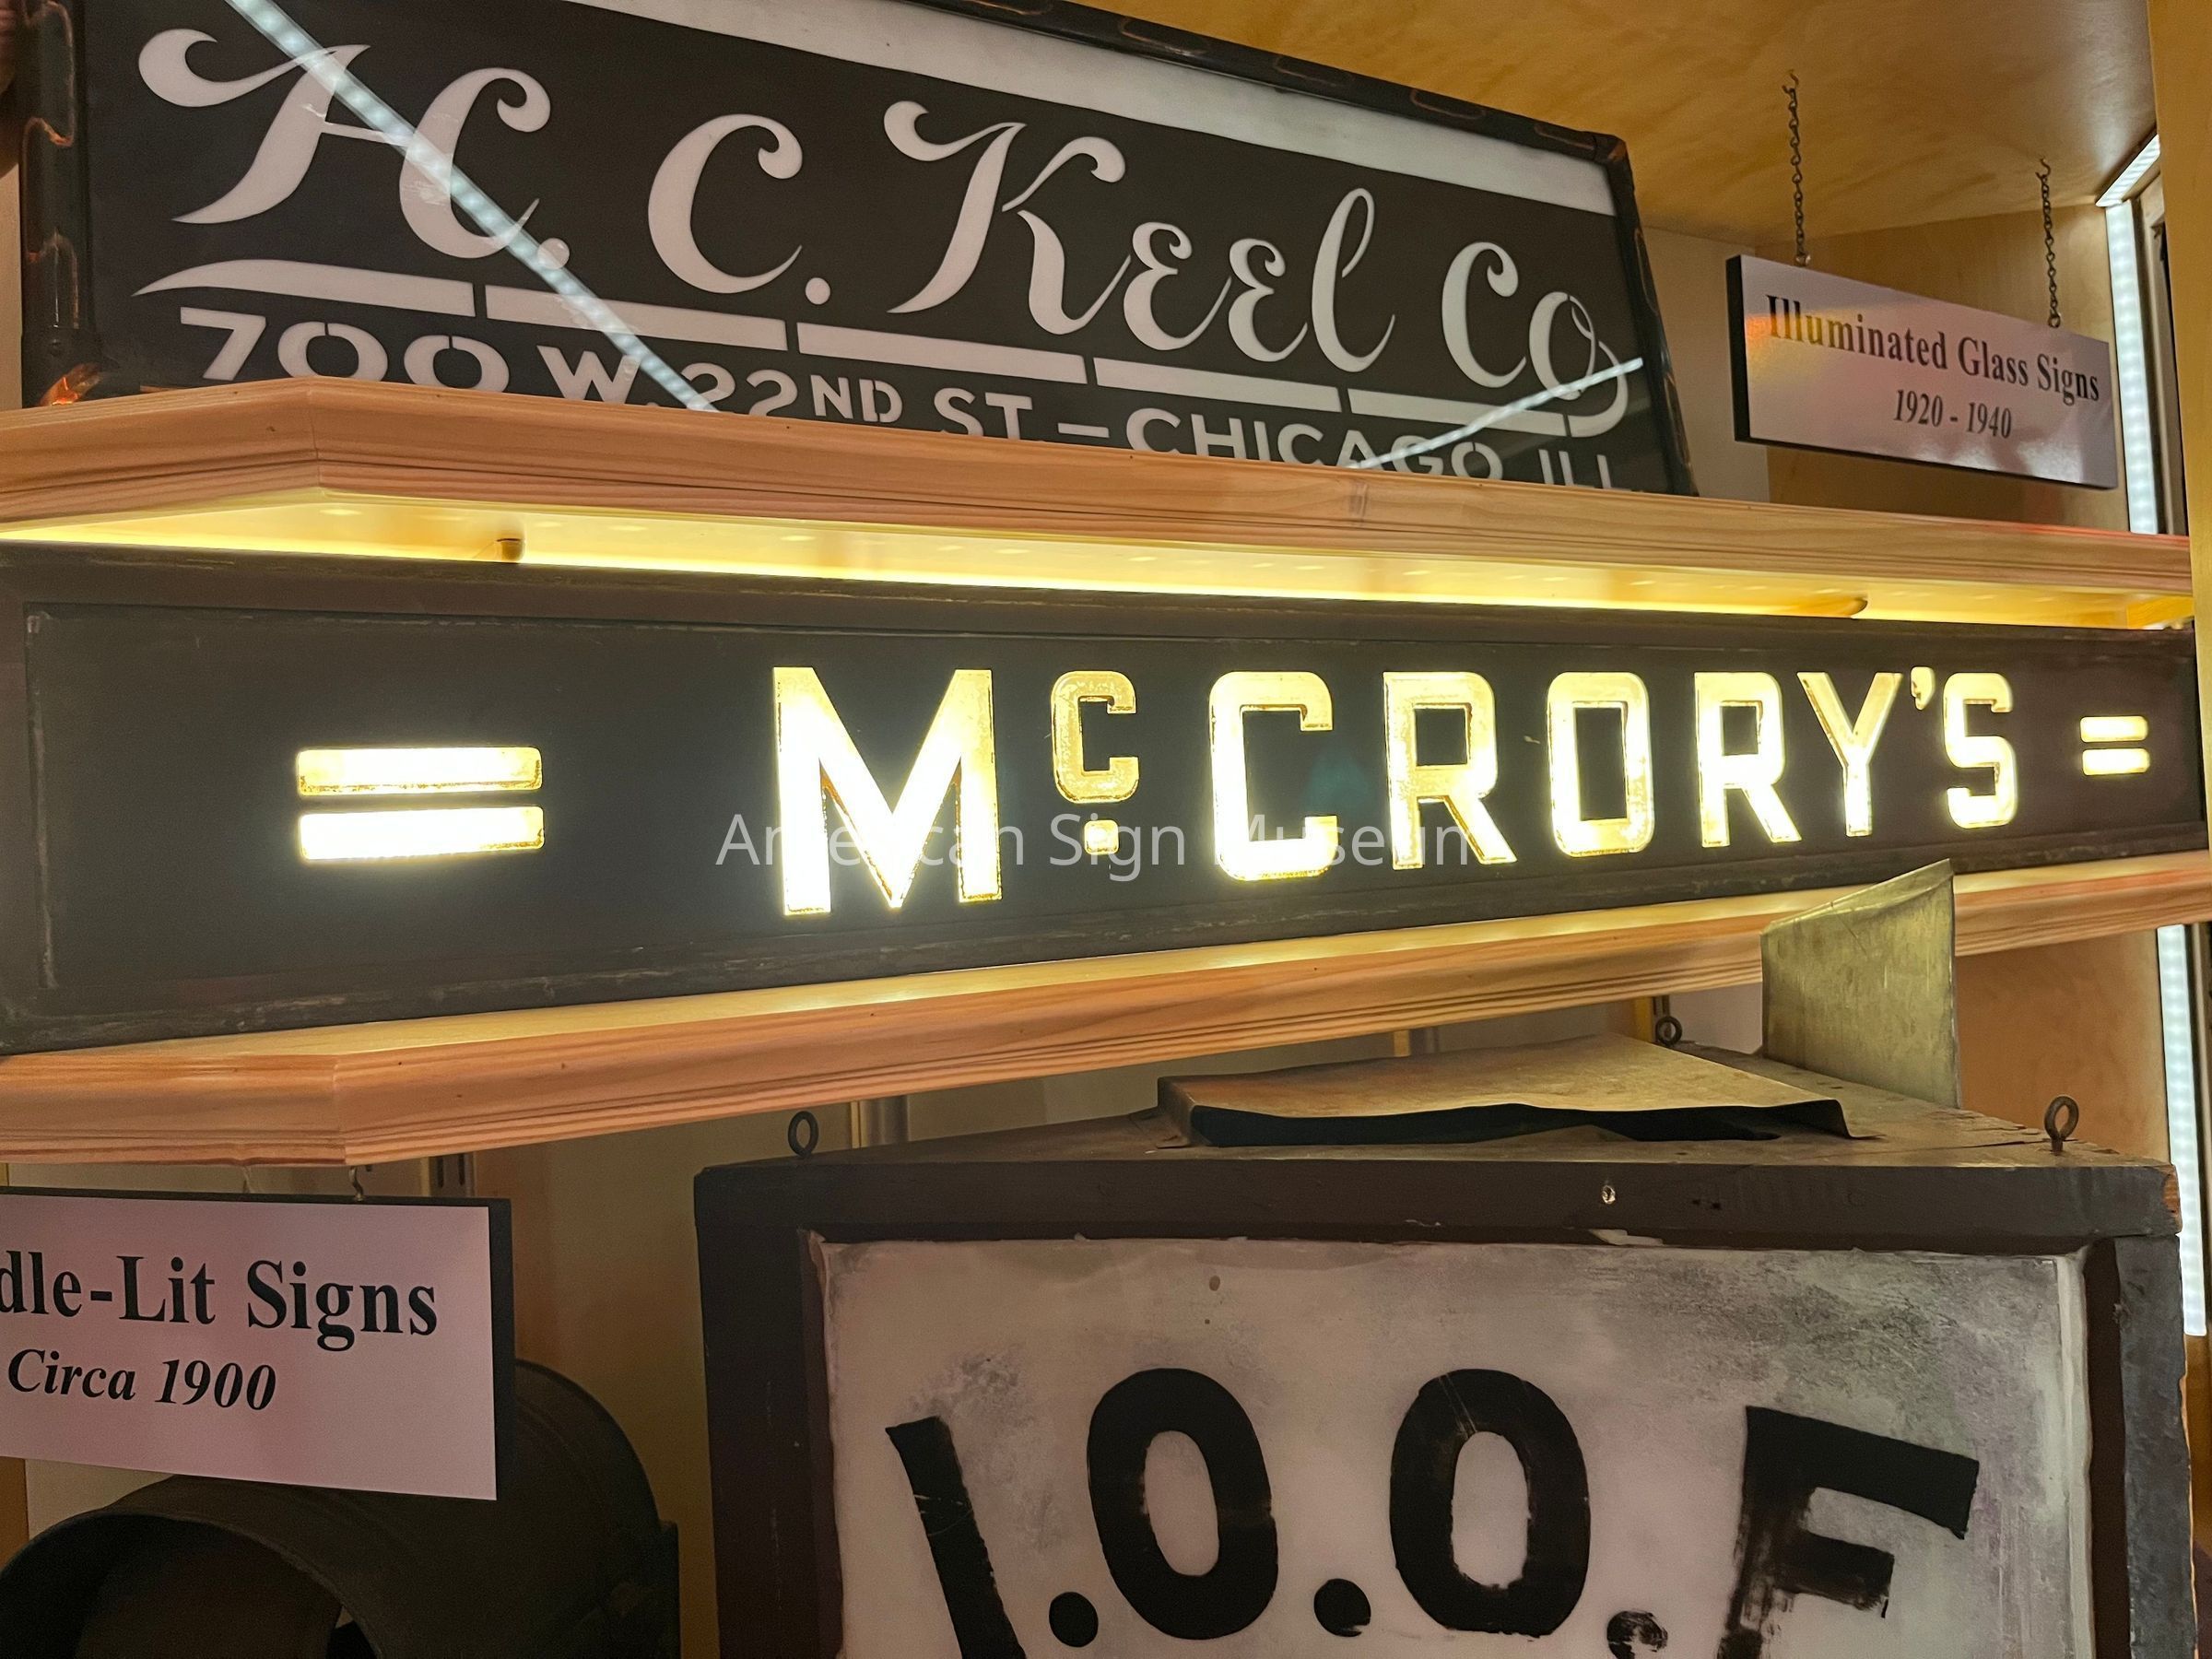 H. C. Keel Co
700 W. 22ND ST. — CHICAGO ILL
Illuminated Glass Signs
1920 - 1940
= McCRORY'S =
American Sign Museum
dle-Lit Signs
Circa 1900
I.O.O.F